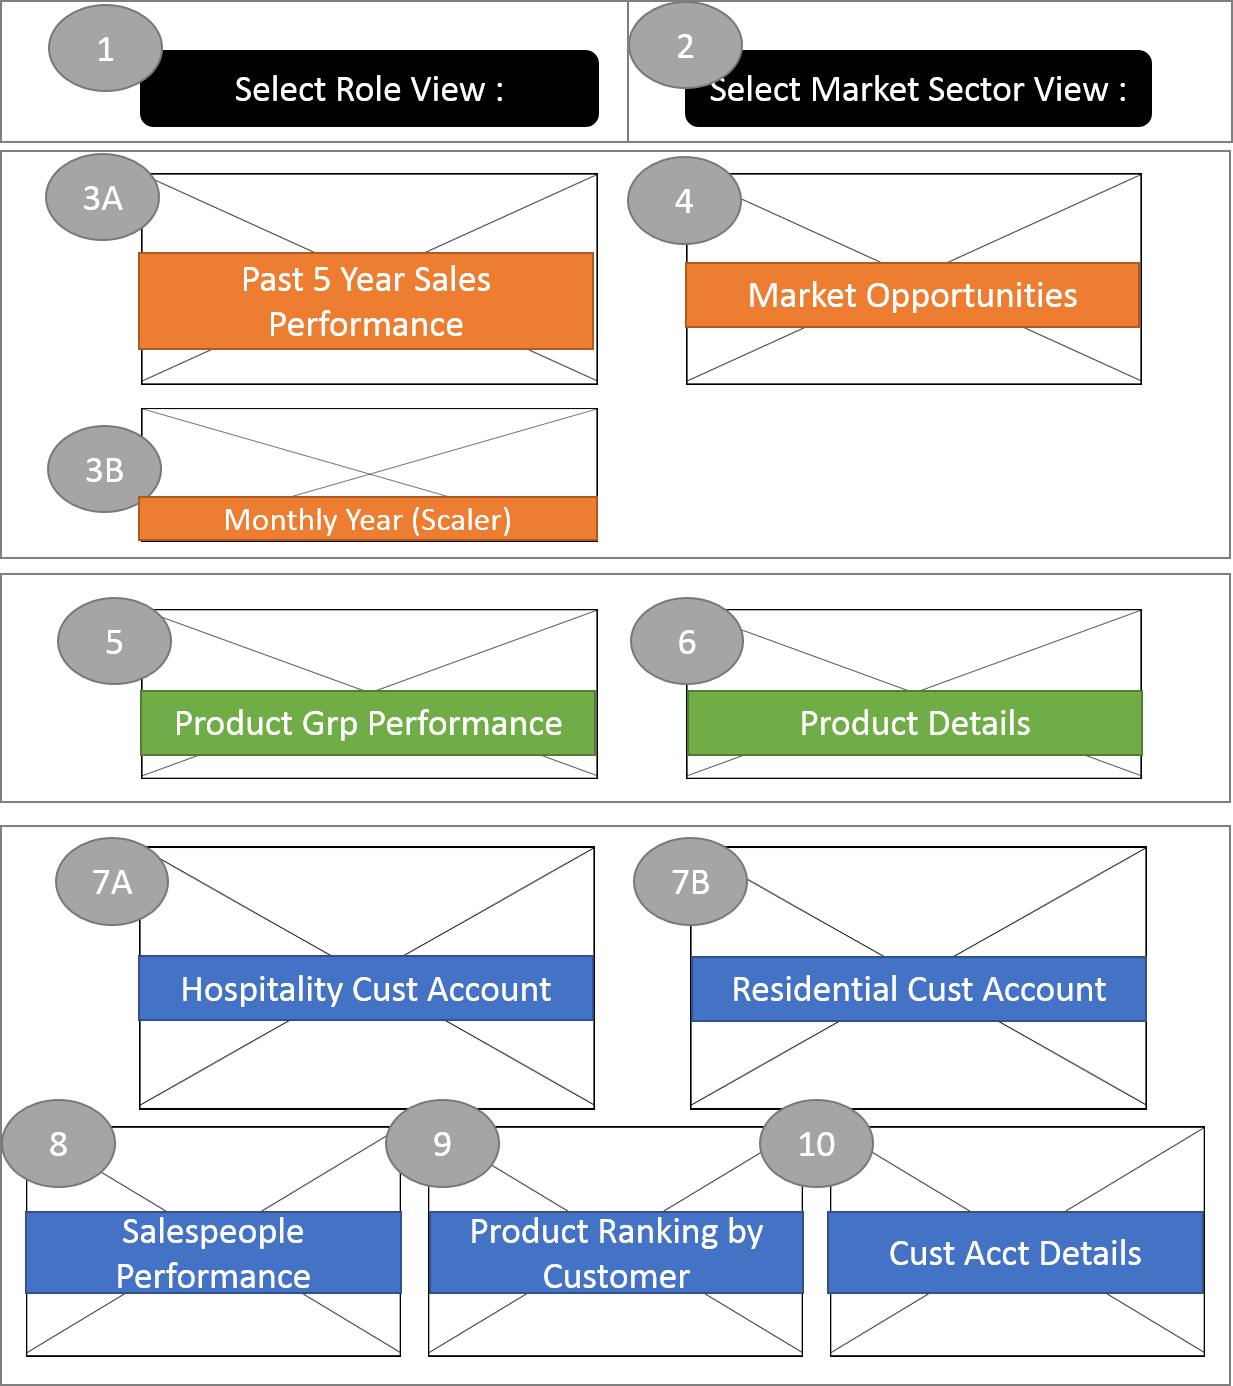 1
Select Role View :
2
Select Market Sector View :
3A
Past 5 Year Sales
Performance
4
Market Opportunities
3B
Monthly Year (Scaler)
5
Product Grp Performance
6
Product Details
7A
Hospitality Cust Account
7B
Residential Cust Account
8
Salespeople
Performance
9
Product Ranking by
Customer
10
Cust Acct Details